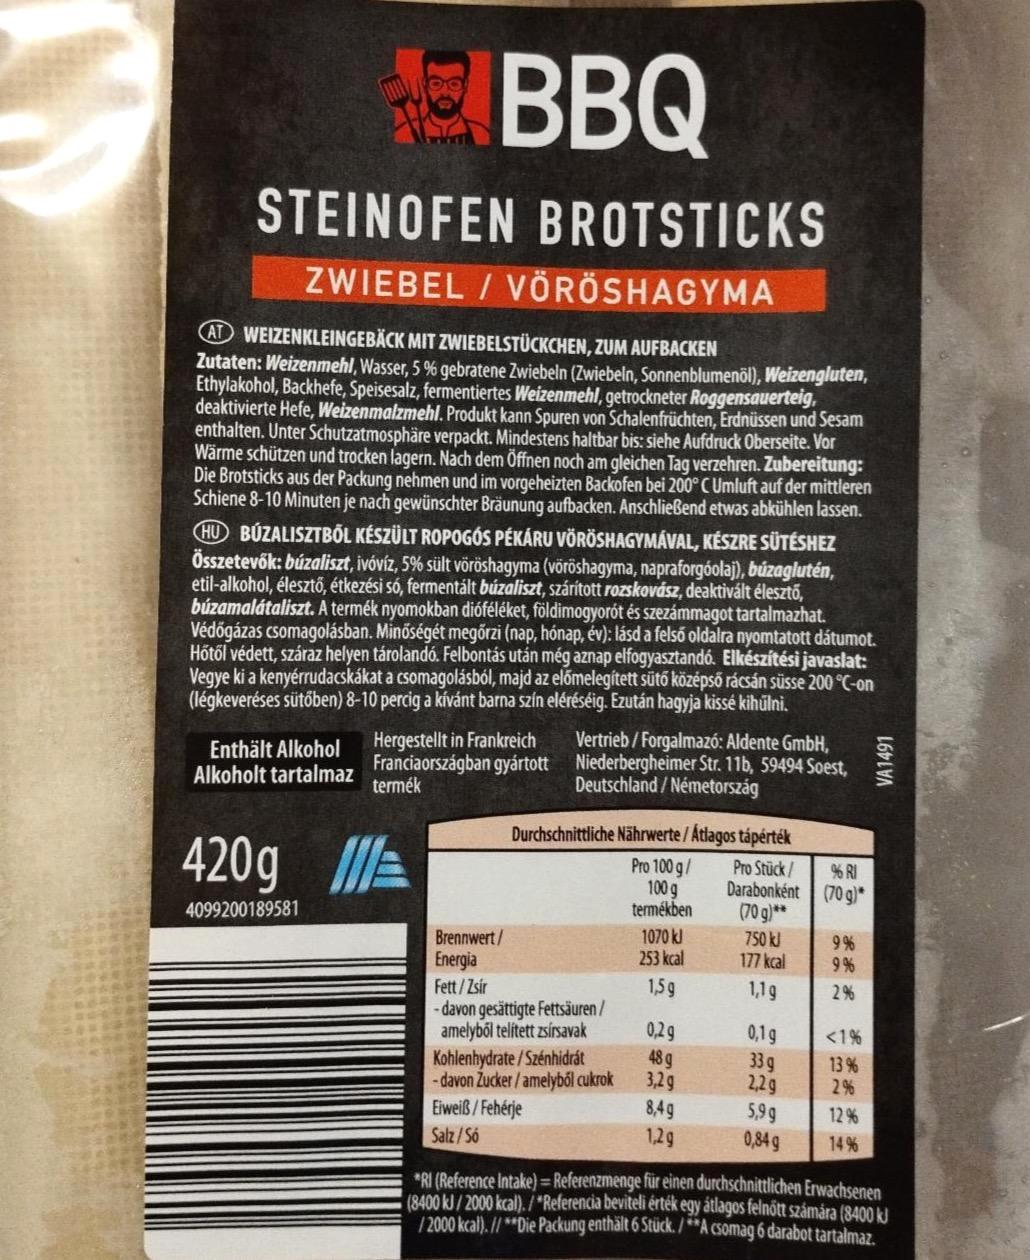 BBQ
STEINOFEN BROTSTICKS
ZWIEBEL / VÖRÖSHAGYMA
AT WEIZENKLEINGEBÄCK MIT ZWIEBELSTÜCKCHEN, ZUM AUFBACKEN
Zutaten: Weizenmehl, Wasser, 5 % gebratene Zwiebeln (Zwiebeln, Sonnenblumenöl), Weizengluten,
Ethylakohol, Backhefe, Speisesalz, fermentiertes Weizenmehl, getrockneter Roggensauerteig,
deaktivierte Hefe, Weizenmalzmehl. Produkt kann Spuren von Schalenfrüchten, Erdnüssen und Sesam
enthalten. Unter Schutzatmosphäre verpackt. Mindestens haltbar bis: siehe Aufdruck Oberseite. Vor
Wärme schützen und trocken lagern. Nach dem Öffnen noch am gleichen Tag verzehren. Zubereitung:
Die Brotsticks aus der Packung nehmen und im vorgeheizten Backofen bei 200° C Umluft auf der mittleren
Schiene 8-10 Minuten je nach gewünschter Bräunung aufbacken. Anschließend etwas abkühlen lassen.
HU BÚZALISZTBŐL KÉSZÜLT ROPOGÓS PÉKÁRU VÖRÖSHAGYMÁVAL, KÉSZRE SÜTÉSHEZ
Összetevők: búzaliszt, ivóvíz, 5% sült vöröshagyma (vöröshagyma, napraforgóolaj), búzaglutén,
etil-alkohol, élesztő, étkezési só, fermentált búzaliszt, szárított rozskovász, deaktivált élesztő,
búzamalátaliszt. A termék nyomokban dióféléket, földimogyorót és szezámmagot tartalmazhat.
Védőgázas csomagolásban. Minőségét megőrzi (nap, hónap, év): lásd a felső oldalra nyomtatott dátumot.
Hőtől védett, száraz helyen tárolandó. Felbontás után még aznap elfogyasztandó. Elkészítési javaslat:
Vegye ki a kenyérrudacskákat a csomagolásból, majd az előmelegített sütő középső rácsán süsse 200 °C-on
(légkeveréses sütőben) 8-10 percig a kívánt barna szín eléréséig. Ezután hagyja kissé kihűlni.
Enthält Alkohol
Alkoholt tartalmaz
Hergestellt in Frankreich
Franciaországban gyártott
termék
Vertrieb / Forgalmazó: Aldente GmbH,
Niederbergheimer Str. 11b, 59494 Soest,
Deutschland / Németország
VA1491
420g
4099200189581
Durchschnittliche Nährwerte / Átlagos tápérték
Pro 100 g / 100 g termékben Pro Stück / Darabonként (70 g)** % RI (70 g)*
Brennwert / 1070 kJ 750 kJ 9 %
Energia 253 kcal 177 kcal 9 %
Fett / Zsír 1,5 g 1,1 g 2 %
- davon gesättigte Fettsäuren /
amelyből telített zsírsavak 0,2 g 0,1 g <1 %
Kohlenhydrate / Szénhidrát 48 g 33 g 13 %
- davon Zucker / amelyből cukrok 3,2 g 2,2 g 2 %
Eiweiß / Fehérje 8,4 g 5,9 g 12 %
Salz / Só 1,2 g 0,84 g 14 %
*RI (Reference Intake) = Referenzmenge für einen durchschnittlichen Erwachsenen
(8400 kJ / 2000 kcal). / *Referencia beviteli érték egy átlagos felnőtt számára (8400 kJ
/ 2000 kcal). // **Die Packung enthält 6 Stück. / **A csomag 6 darabot tartalmaz.